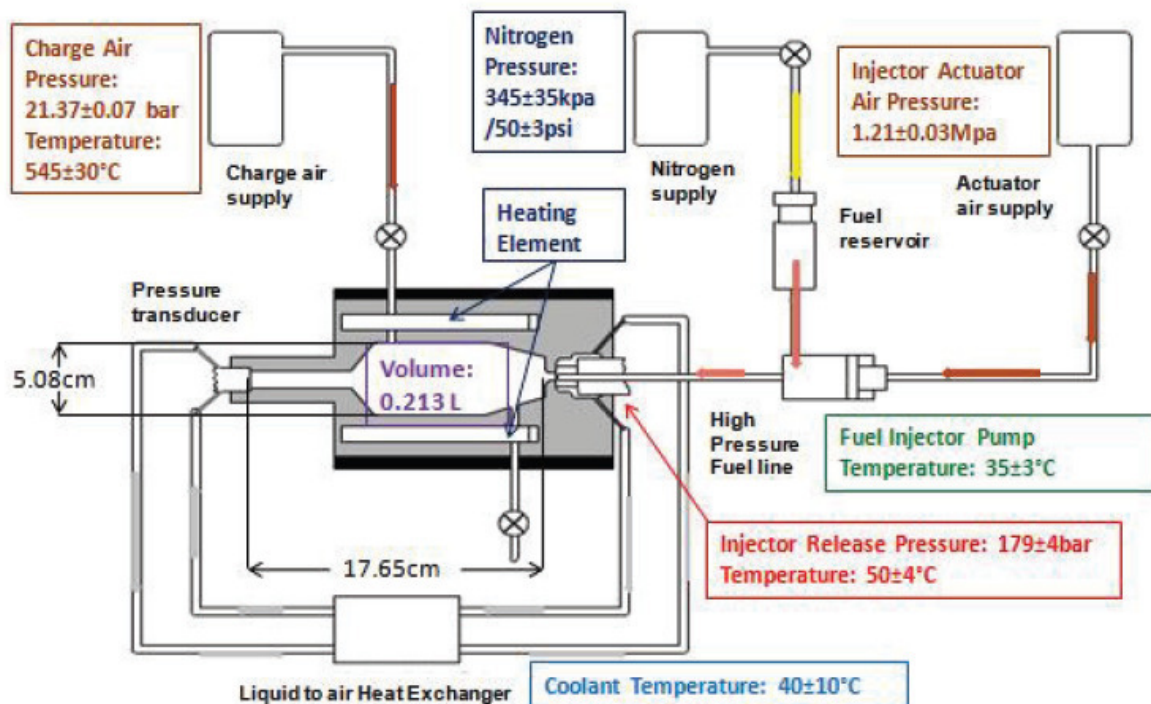 Charge Air
Pressure:
21.37±0.07 bar
Temperature:
545±30°C
Charge air
supply
Nitrogen
Pressure:
345±35kpa
/50±3psi
Nitrogen
supply
Injector Actuator
Air Pressure:
1.21±0.03Mpa
Actuator
air supply
Heating
Element
Fuel
reservoir
Pressure
transducer
5.08cm
Volume:
0.213 L
High
Pressure
Fuel line
Fuel Injector Pump
Temperature: 35±3°C
17.65cm
Injector Release Pressure: 179±4bar
Temperature: 50±4°C
Liquid to air Heat Exchanger
Coolant Temperature: 40±10°C